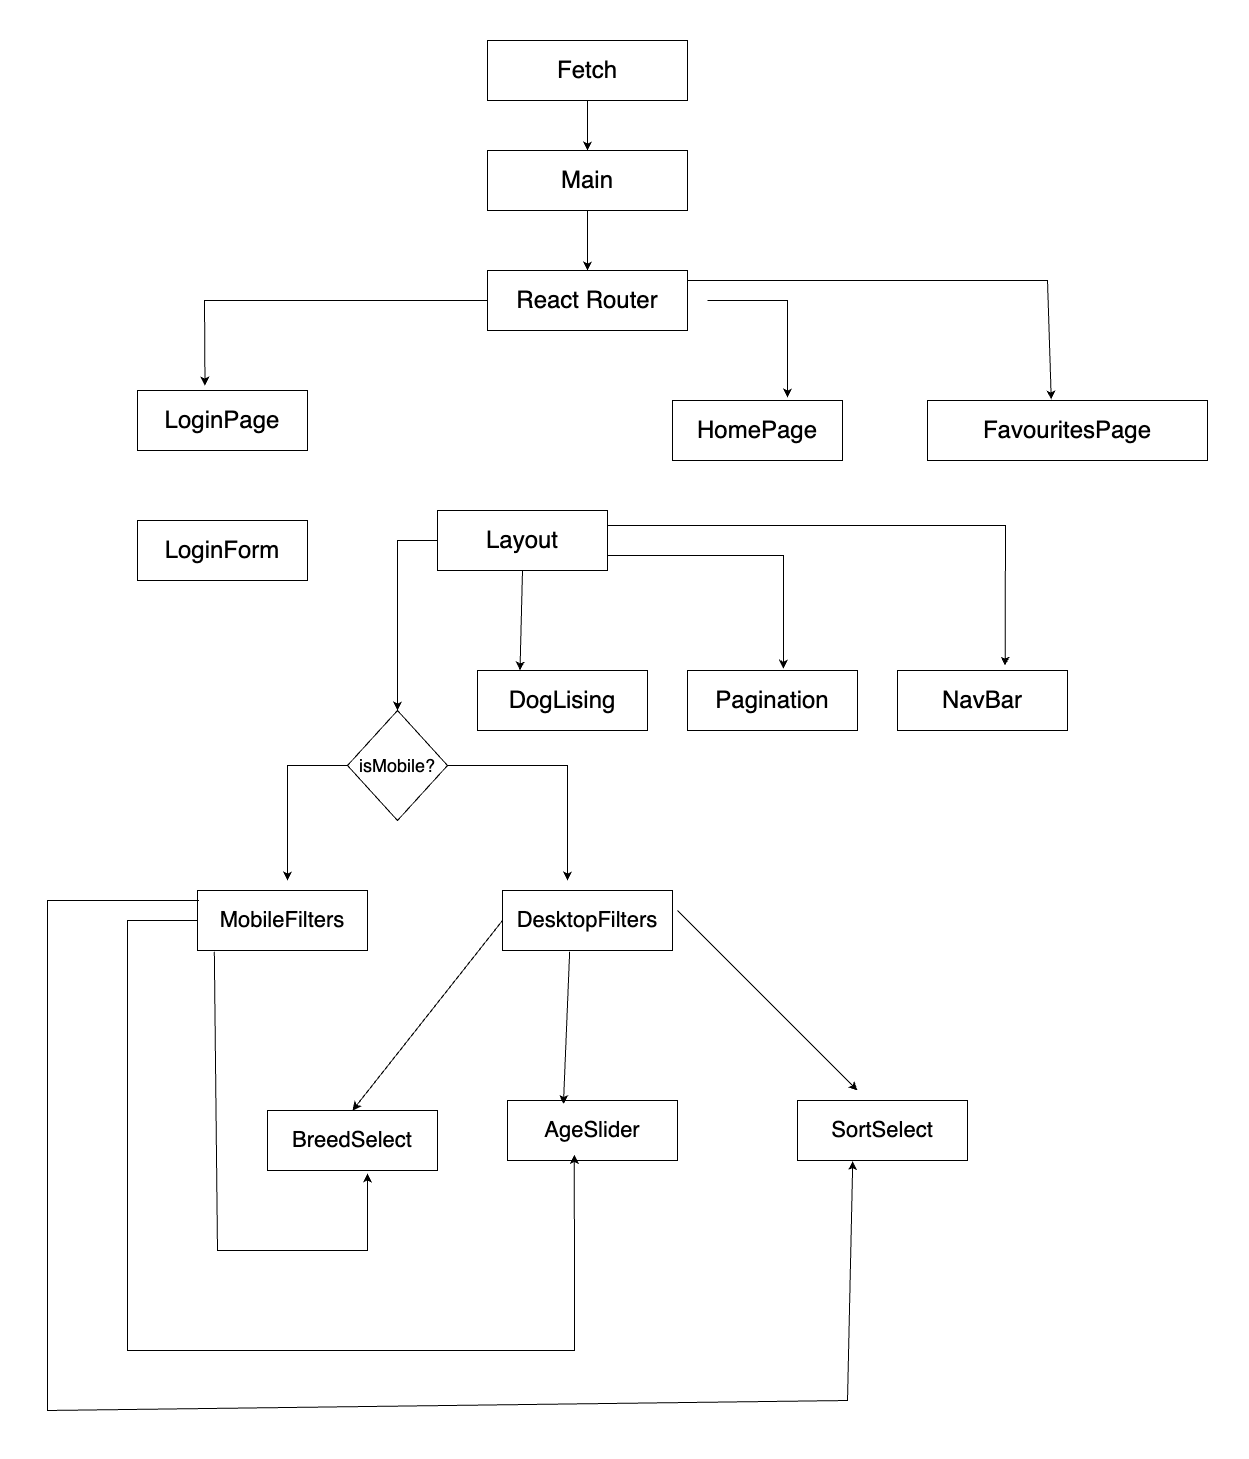 Fetch
Main
React Router
LoginPage
HomePage
FavouritesPage
LoginForm
Layout
DogLising
Pagination
NavBar
isMobile?
MobileFilters
DesktopFilters
BreedSelect
AgeSlider
SortSelect